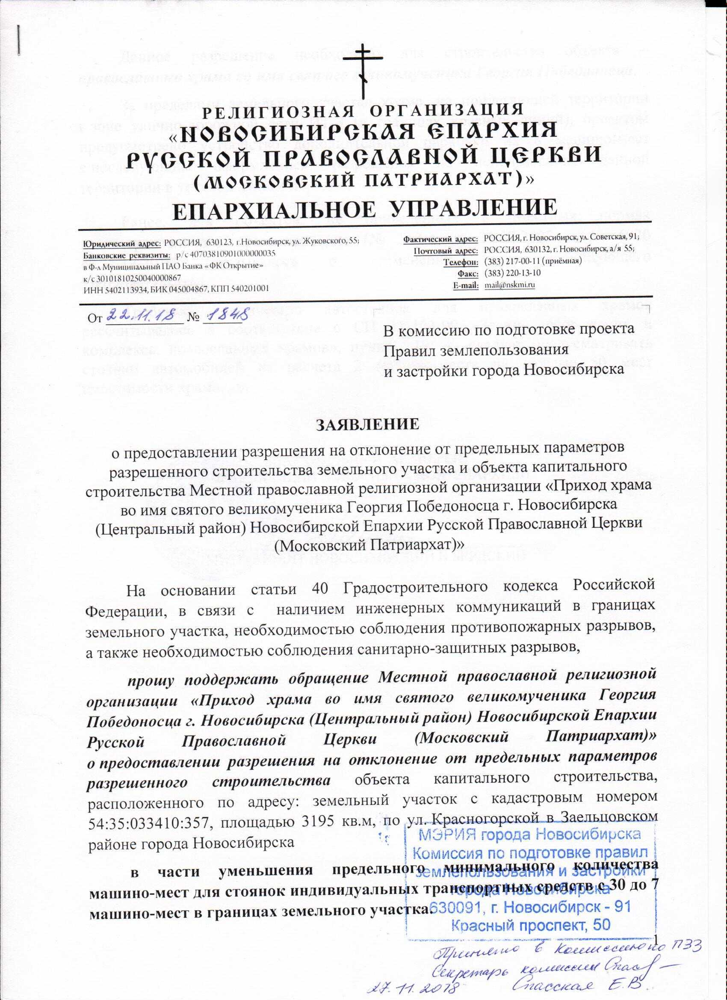 РЕЛИГИОЗНАЯ ОРГАНИЗАЦИЯ
«НОВОСИБИРСКАЯ ЕПАРХИЯ
РУССКОЙ ПРАВОСЛАВНОЙ ЦЕРКВИ
(МОСКОВСКИЙ ПАТРИАРХАТ)»
ЕПАРХИАЛЬНОЕ УПРАВЛЕНИЕ
Юридический адрес: РОССИЯ, 630123, г.Новосибирск, ул. Жуковского, 55;
Банковские реквизиты: р/с 40703810901000000035
в Ф-л Муниципальный ПАО Банка «ФК Открытие»
к/с 30101810250040000867
ИНН 5402113934, БИК 045004867, КПП 540201001
Фактический адрес: РОССИЯ, г. Новосибирск, ул. Советская, 91;
Почтовый адрес: РОССИЯ, 630132, г. Новосибирск, а/я 55;
Телефон: (383) 217-00-11 (приёмная)
Факс: (383) 220-13-10
E-mail: mail@nskmi.ru
От 22.11.18 № 1848
В комиссию по подготовке проекта
Правил землепользования
и застройки города Новосибирска
ЗАЯВЛЕНИЕ
о предоставлении разрешения на отклонение от предельных параметров
разрешенного строительства земельного участка и объекта капитального
строительства Местной православной религиозной организации «Приход храма
во имя святого великомученика Георгия Победоносца г. Новосибирска
(Центральный район) Новосибирской Епархии Русской Православной Церкви
(Московский Патриархат)»
На основании статьи 40 Градостроительного кодекса Российской
Федерации, в связи с наличием инженерных коммуникаций в границах
земельного участка, необходимостью соблюдения противопожарных разрывов,
а также необходимостью соблюдения санитарно-защитных разрывов,
прошу поддержать обращение Местной православной религиозной
организации «Приход храма во имя святого великомученика Георгия
Победоносца г. Новосибирска (Центральный район) Новосибирской Епархии
Русской Православной Церкви (Московский Патриархат)»
о предоставлении разрешения на отклонение от предельных параметров
разрешенного строительства объекта капитального строительства,
расположенного по адресу: земельный участок с кадастровым номером
54:35:033410:357, площадью 3195 кв.м, по ул. Красногорской в Заельцовском
районе города Новосибирска
в части уменьшения предельного минимального количества
машино-мест для стоянок индивидуальных транспортных средств с 30 до 7
машино-мест в границах земельного участка.
МЭРИЯ города Новосибирска
Комиссия по подготовке правил
землепользования и застройки
города Новосибирска
630091, г. Новосибирск - 91
Красный проспект, 50
1
Принято в Комиссию по ПЗЗ
Секретарь комиссии
27.11.2018 Спасская Е.В.